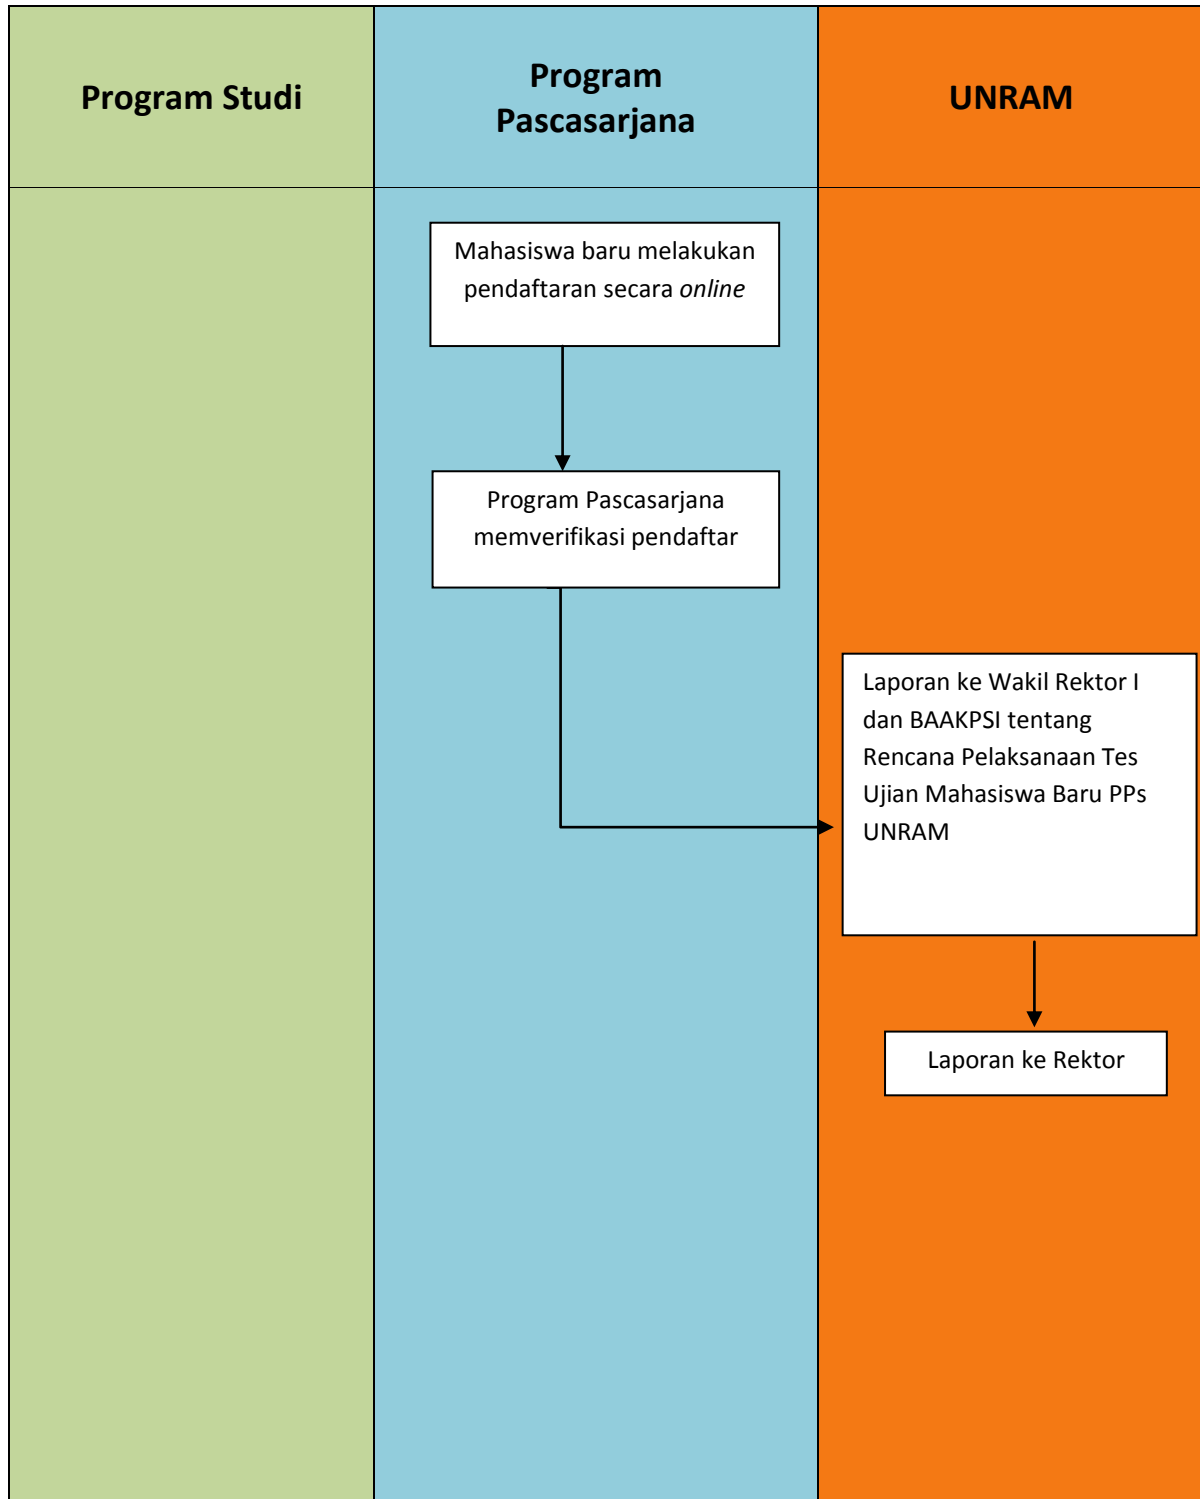 Program Studi
Program
Pascasarjana
UNRAM
Mahasiswa baru melakukan
pendaftaran secara online
Program Pascasarjana
memverifikasi pendaftar
Laporan ke Wakil Rektor I
dan BAAKPSI tentang
Rencana Pelaksanaan Tes
Ujian Mahasiswa Baru PPs
UNRAM
Laporan ke Rektor